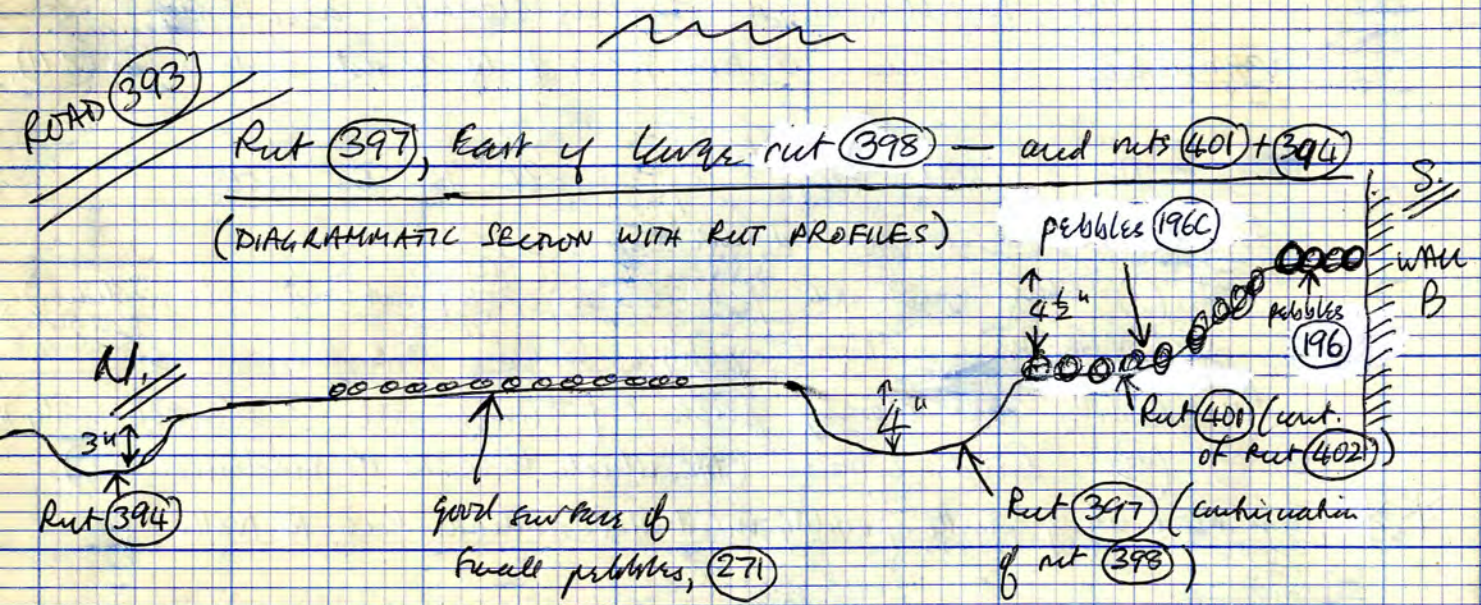 ROAD 393
Rut 397, East of large rut 398 — and ruts 401 + 394
(DIAGRAMMATIC SECTION WITH RUT PROFILES)
S.
pebbles 196C
4½"
WALL
B
pebbles
196
N.
3"
4"
Rut 401 (cont.
of Rut 402)
Rut 394
good surface of
small pebbles, 271
Rut 397 (continuation
of rut 398)